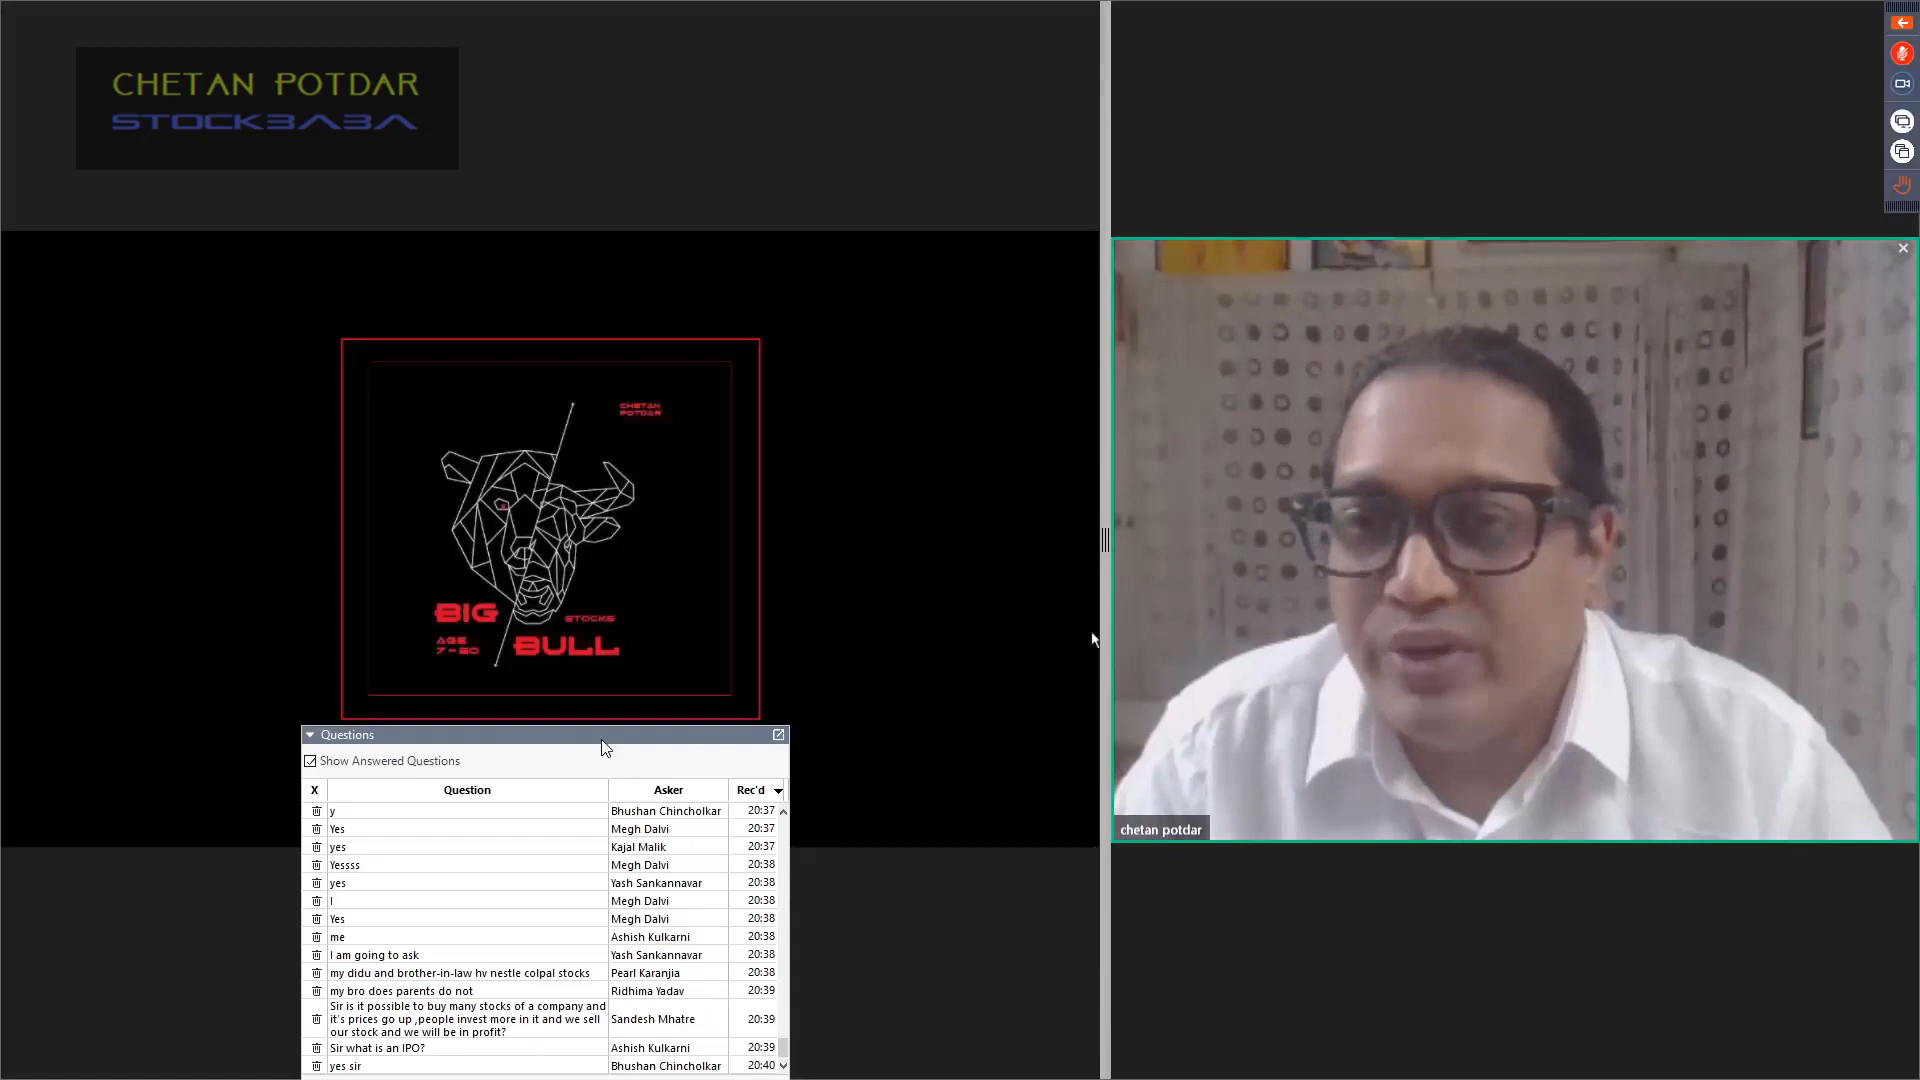 CHETAN POTDAR
STOCKBABA
CHETAN
POTDAR
BIG
STOCKS
AGE
7-20
BULL
Questions
Show Answered Questions
X Question Asker Rec'd
y Bhushan Chincholkar 20:37
Yes Megh Dalvi 20:37
yes Kajal Malik 20:37
Yessss Megh Dalvi 20:38
yes Yash Sankannavar 20:38
I Megh Dalvi 20:38
Yes Megh Dalvi 20:38
me Ashish Kulkarni 20:38
I am going to ask Yash Sankannavar 20:38
my didu and brother-in-law hv nestle colpal stocks Pearl Karanjia 20:38
my bro does parents do not Ridhima Yadav 20:39
Sir is it possible to buy many stocks of a company and
it's prices go up ,people invest more in it and we sell Sandesh Mhatre 20:39
our stock and we will be in profit?
Sir what is an IPO? Ashish Kulkarni 20:39
yes sir Bhushan Chincholkar 20:40
chetan potdar